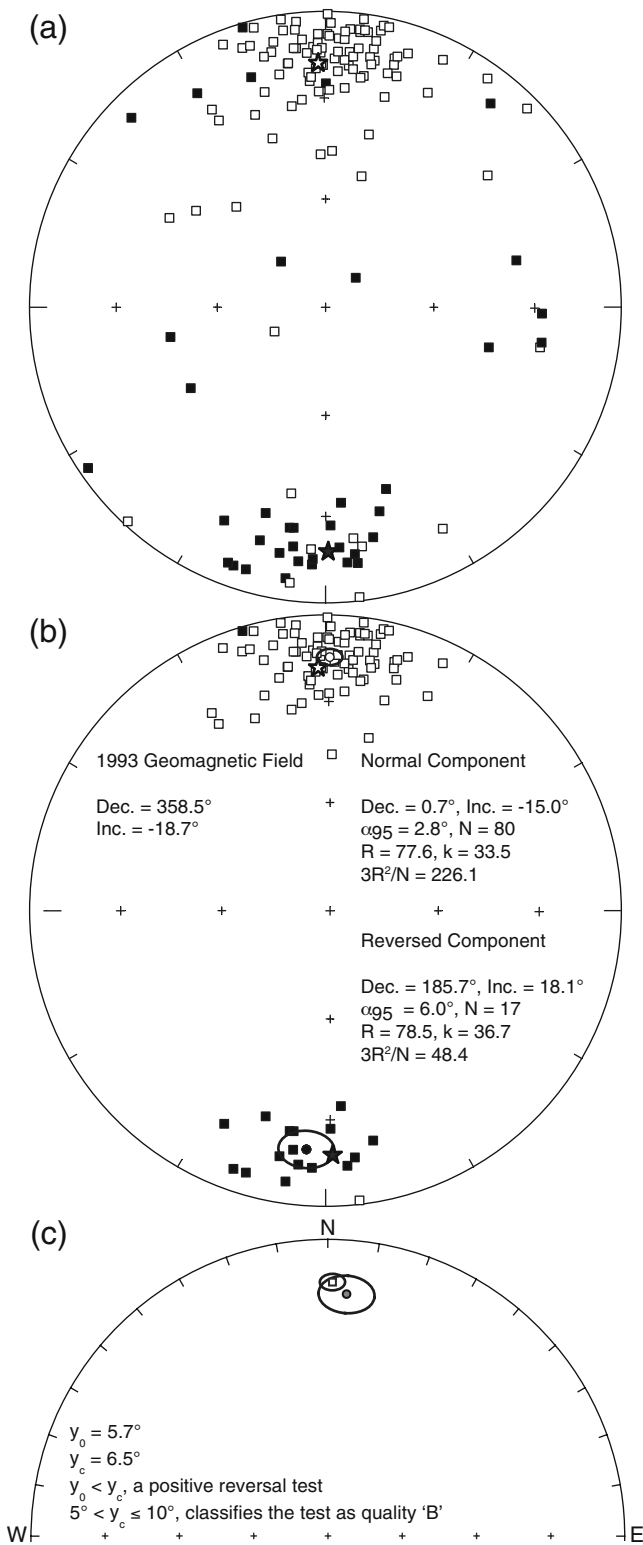 (a)
(b)
1993 Geomagnetic Field
Dec. = 358.5°
Inc. = -18.7°
Normal Component
Dec. = 0.7°, Inc. = -15.0°
α95 = 2.8°, N = 80
R = 77.6, k = 33.5
3R²/N = 226.1
Reversed Component
Dec. = 185.7°, Inc. = 18.1°
α95 = 6.0°, N = 17
R = 78.5, k = 36.7
3R²/N = 48.4
(c)
N
y₀ = 5.7°
y_c = 6.5°
y₀ < y_c, a positive reversal test
5° < y_c ≤ 10°, classifies the test as quality ‘B’
W
E